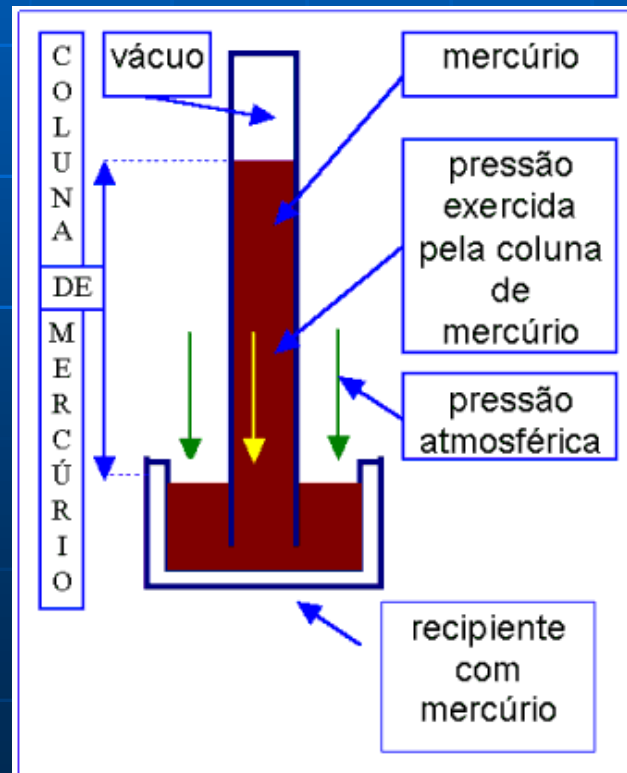 COLUNA
DE
MERCÚRIO
vácuo
mercúrio
pressão
exercida
pela coluna
de
mercúrio
pressão
atmosférica
recipiente
com
mercúrio